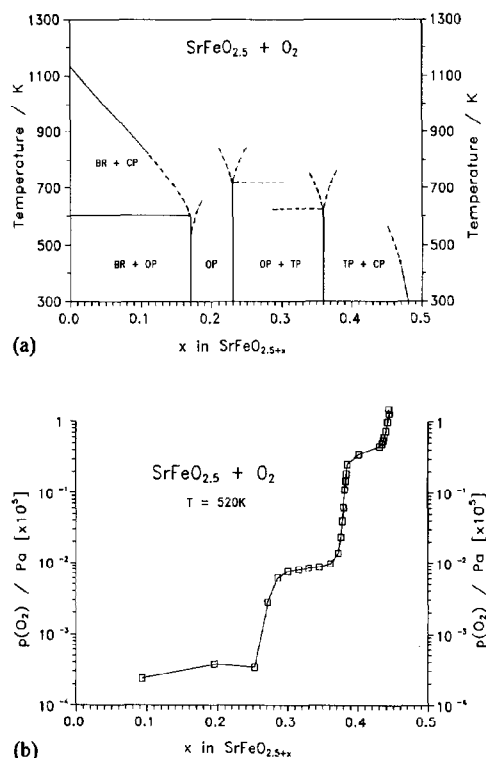 SrFeO2.5 + O2
1300
1100
900
700
500
300
Temperature / K
BR + CP
BR + OP
OP
OP + TP
TP + CP
1300
1100
900
700
500
300
Temperature / K
0.0 0.1 0.2 0.3 0.4 0.5
(a)
x in SrFeO2.5+x
SrFeO2.5 + O2
T = 520K
1
10⁻¹
10⁻²
10⁻³
10⁻⁴
p(O2) / Pa [x10⁵]
1
10⁻¹
10⁻²
10⁻³
10⁻⁴
p(O2) / Pa [x10⁵]
0.0 0.1 0.2 0.3 0.4 0.5
(b)
x in SrFeO2.5+x